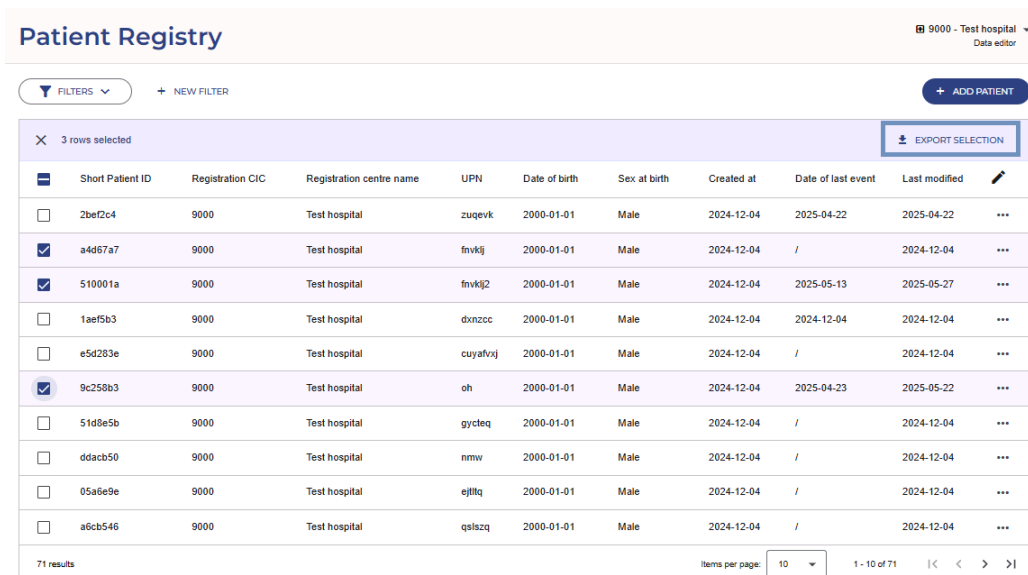 Patient Registry
9000 - Test hospital
Data editor
FILTERS
+ NEW FILTER
+ ADD PATIENT
3 rows selected
EXPORT SELECTION
Short Patient ID Registration CIC Registration centre name UPN Date of birth Sex at birth Created at Date of last event Last modified
2bef2c4 9000 Test hospital zuqevk 2000-01-01 Male 2024-12-04 2025-04-22 2025-04-22 •••
a4d67a7 9000 Test hospital fnvklj 2000-01-01 Male 2024-12-04 / 2024-12-04 •••
510001a 9000 Test hospital fnvklj2 2000-01-01 Male 2024-12-04 2025-05-13 2025-05-27 •••
1aef5b3 9000 Test hospital dxnzcc 2000-01-01 Male 2024-12-04 2024-12-04 2024-12-04 •••
e5d283e 9000 Test hospital cuyafvxj 2000-01-01 Male 2024-12-04 / 2024-12-04 •••
9c258b3 9000 Test hospital oh 2000-01-01 Male 2024-12-04 2025-04-23 2025-05-22 •••
51d8e5b 9000 Test hospital gycteq 2000-01-01 Male 2024-12-04 / 2024-12-04 •••
ddacb50 9000 Test hospital nmw 2000-01-01 Male 2024-12-04 / 2024-12-04 •••
05a6e9e 9000 Test hospital ejtltq 2000-01-01 Male 2024-12-04 / 2024-12-04 •••
a6cb546 9000 Test hospital qslszq 2000-01-01 Male 2024-12-04 / 2024-12-04 •••
71 results Items per page: 10 1 - 10 of 71